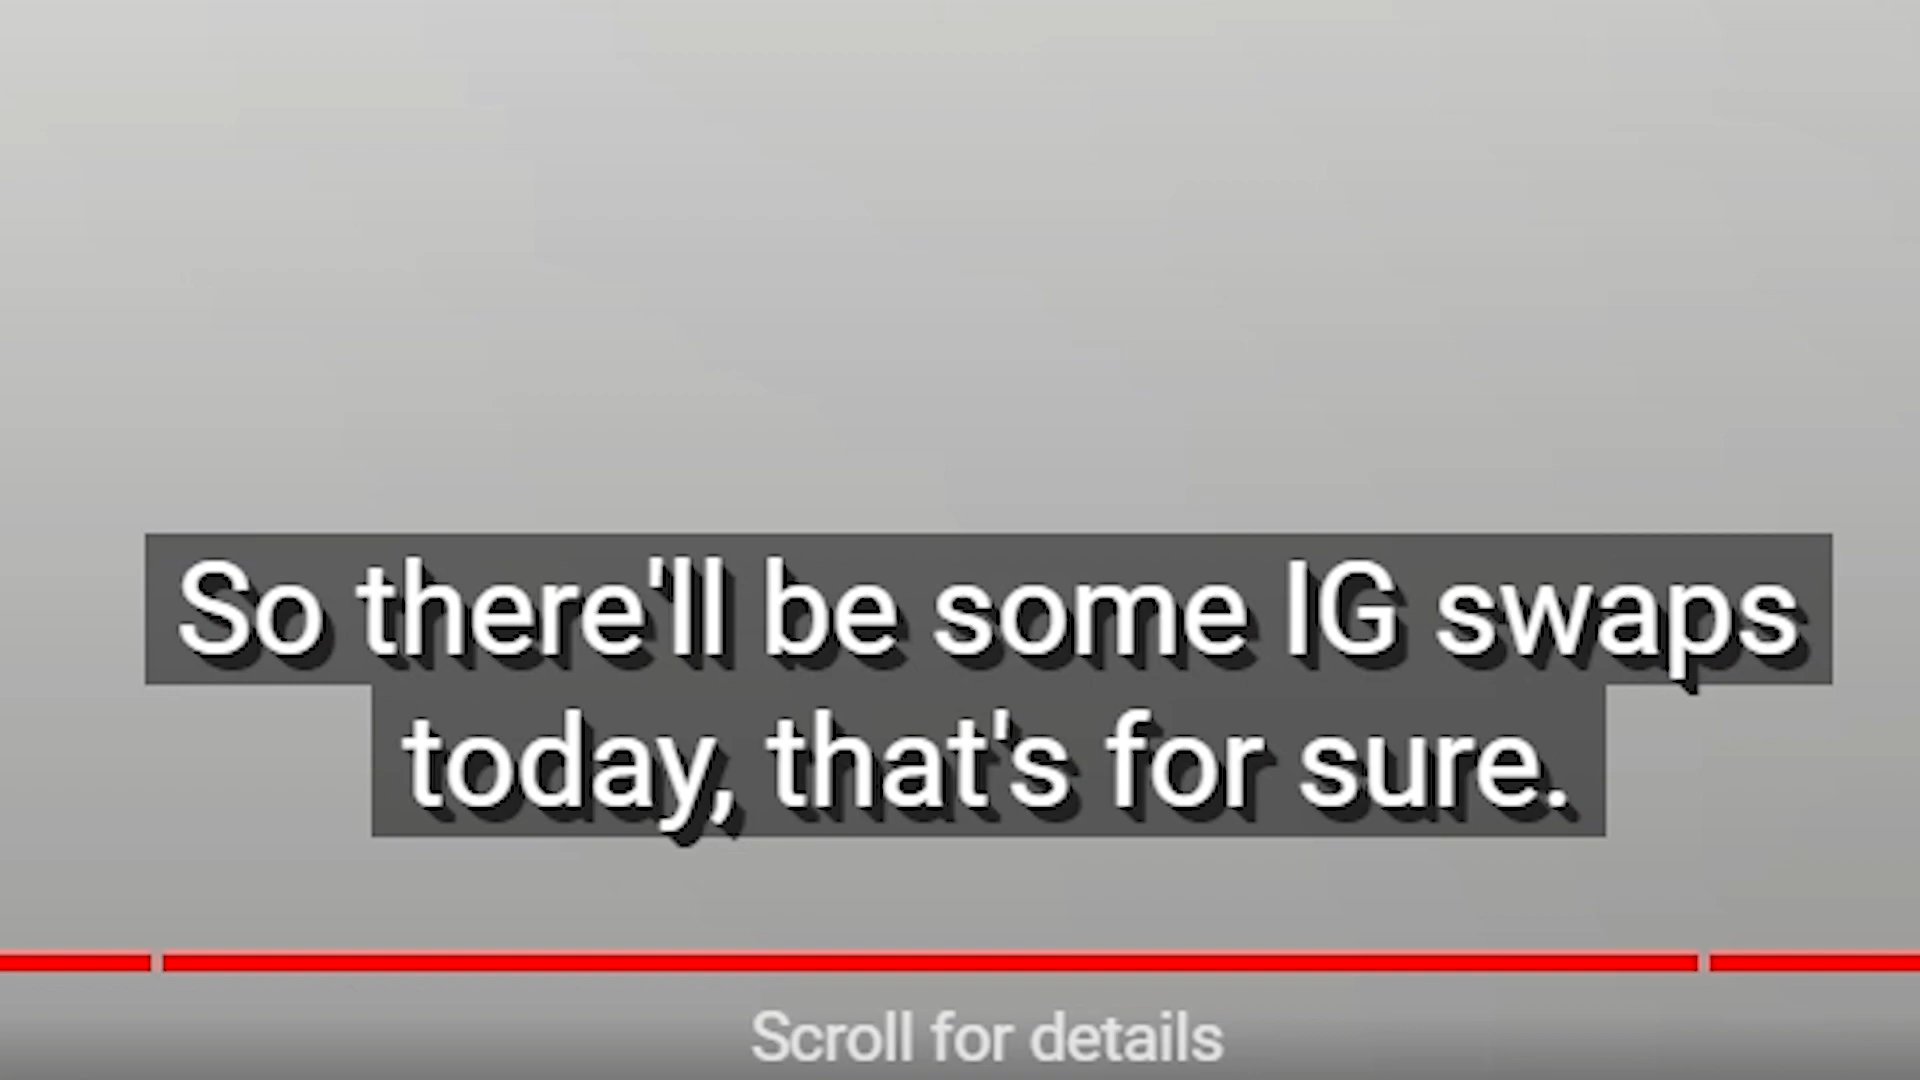 So there'll be some IG swaps
today, that's for sure.
Scroll for details